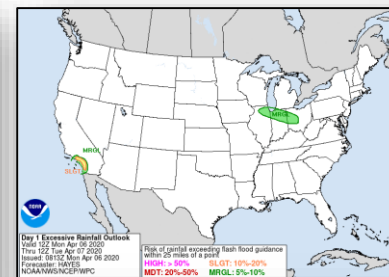 MRGL
MRGL
SLGT
NOAA
Day 1 Excessive Rainfall Outlook
Valid 12Z Mon Apr 06 2020
Thru 12Z Tue Apr 07 2020
Issued: 0813Z Mon Apr 06 2020
Forecaster: HAYES
NOAA/NWS/NCEP/WPC
Risk of rainfall exceeding flash flood guidance
within 25 miles of a point
HIGH: > 50% SLGT: 10%-20%
MDT: 20%-50% MRGL: 5%-10%